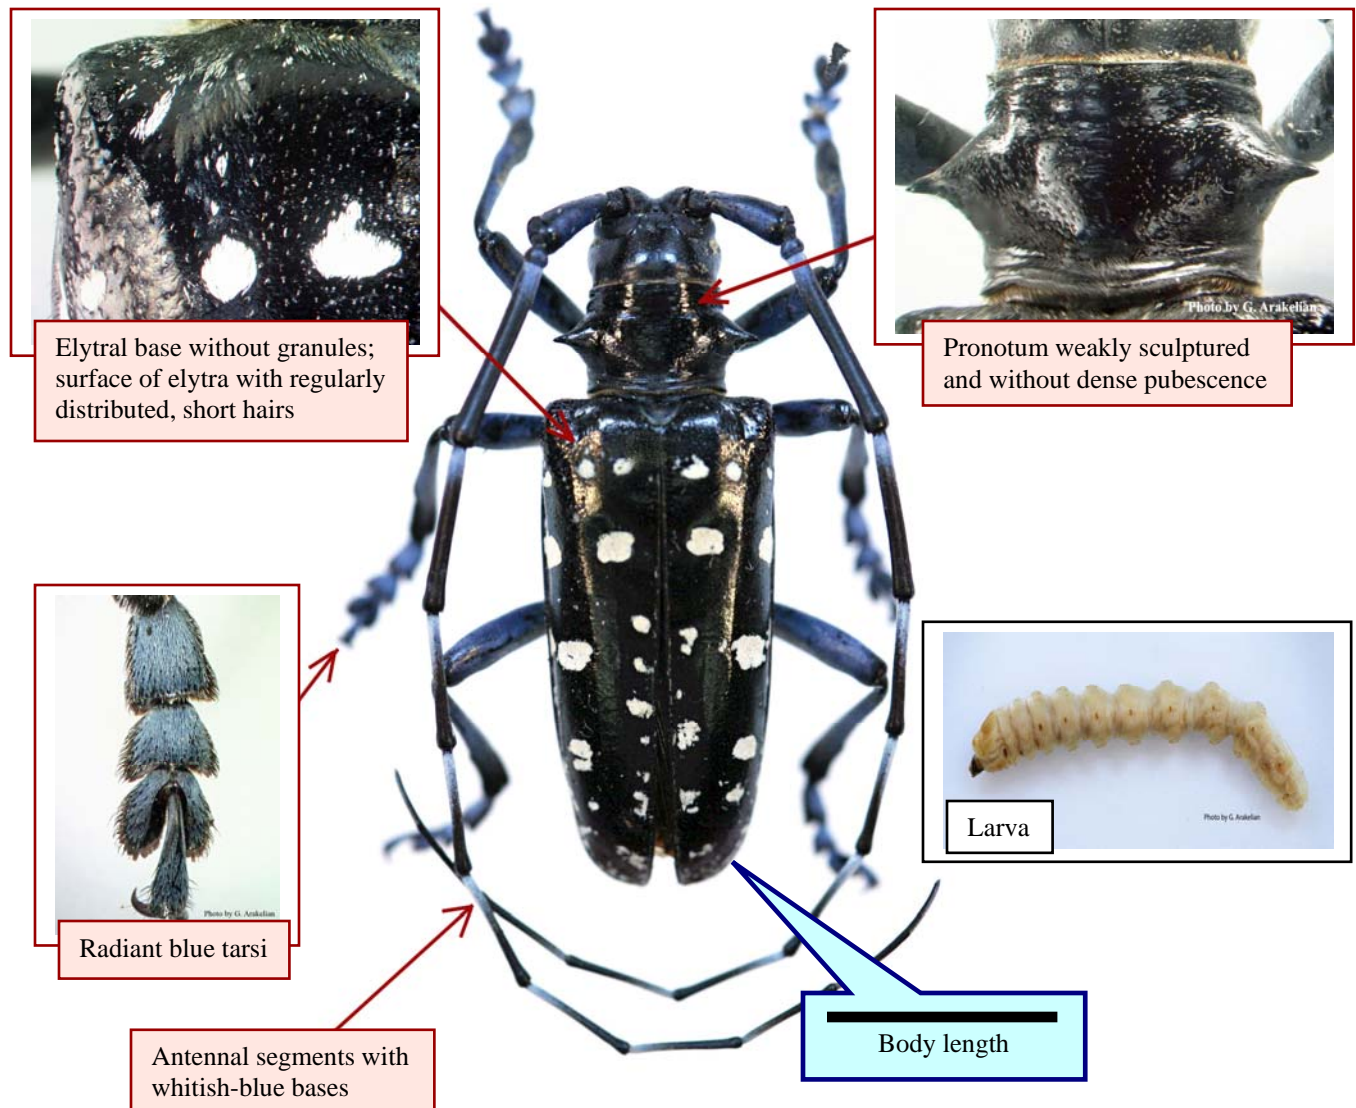 Elytral base without granules;
surface of elytra with regularly
distributed, short hairs
Photo by G. Arakelian
Pronotum weakly sculptured
and without dense pubescence
Photo by G. Arakelian
Radiant blue tarsi
Photo by G. Arakelian
Larva
Antennal segments with
whitish-blue bases
Body length